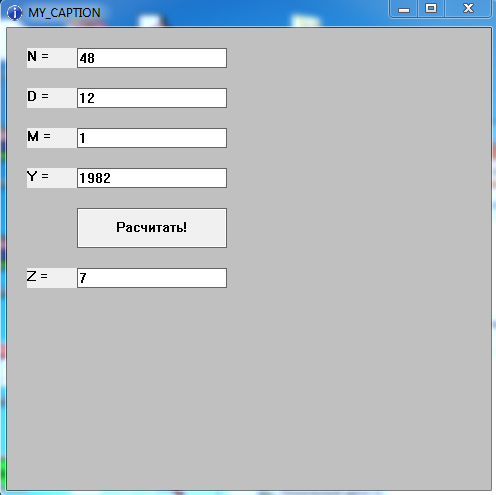 MY_CAPTION
N = 48
D = 12
M = 1
Y = 1982
Расчитать!
Z = 7